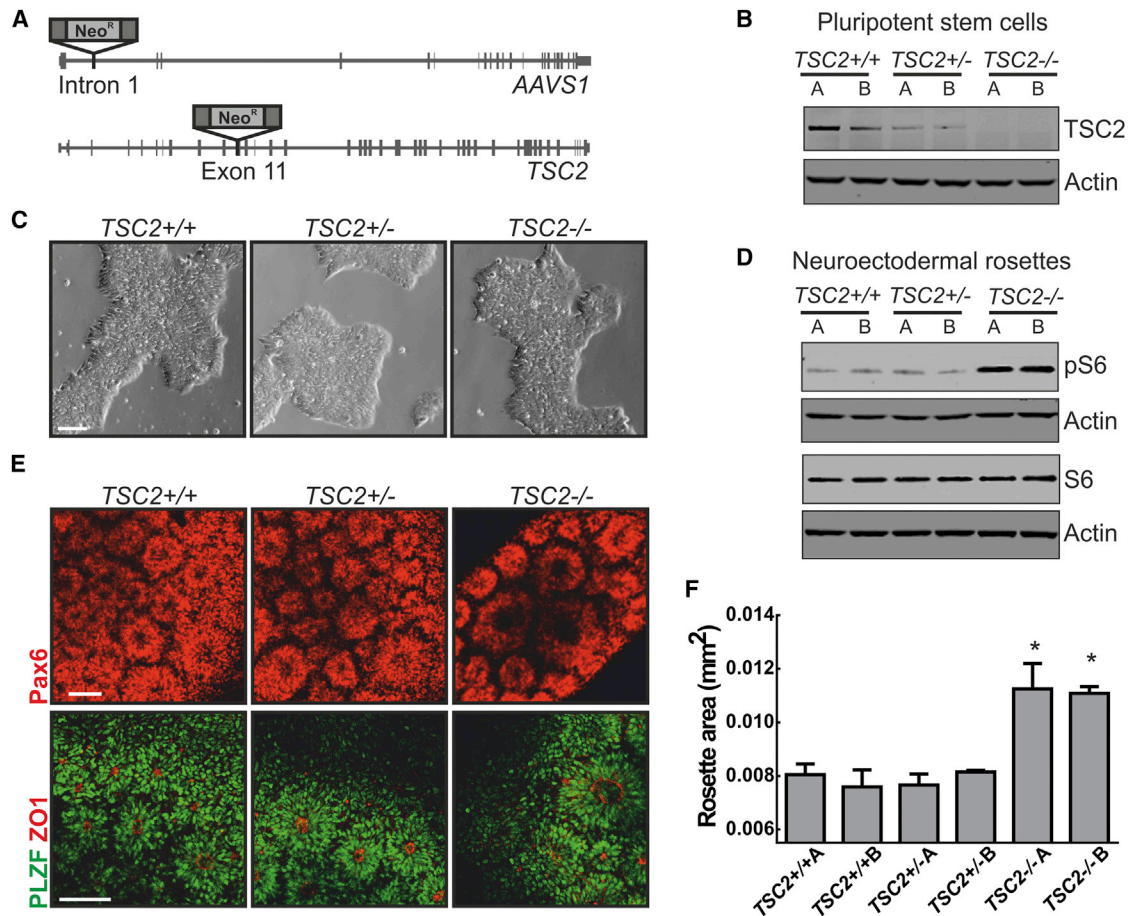 A
Neo^R
Intron 1
AAVS1
Neo^R
Exon 11
TSC2
B
Pluripotent stem cells
TSC2+/+ TSC2+/- TSC2-/-
A B A B A B
TSC2
Actin
C
TSC2+/+ TSC2+/- TSC2-/-
D
Neuroectodermal rosettes
TSC2+/+ TSC2+/- TSC2-/-
A B A B A B
pS6
Actin
S6
Actin
E
TSC2+/+ TSC2+/- TSC2-/-
Pax6
PLZF ZO1
F
Rosette area (mm²)
0.014
0.012
0.010
0.008
0.006
* *
TSC2+/+A TSC2+/+B TSC2+/-A TSC2+/-B TSC2-/-A TSC2-/-B